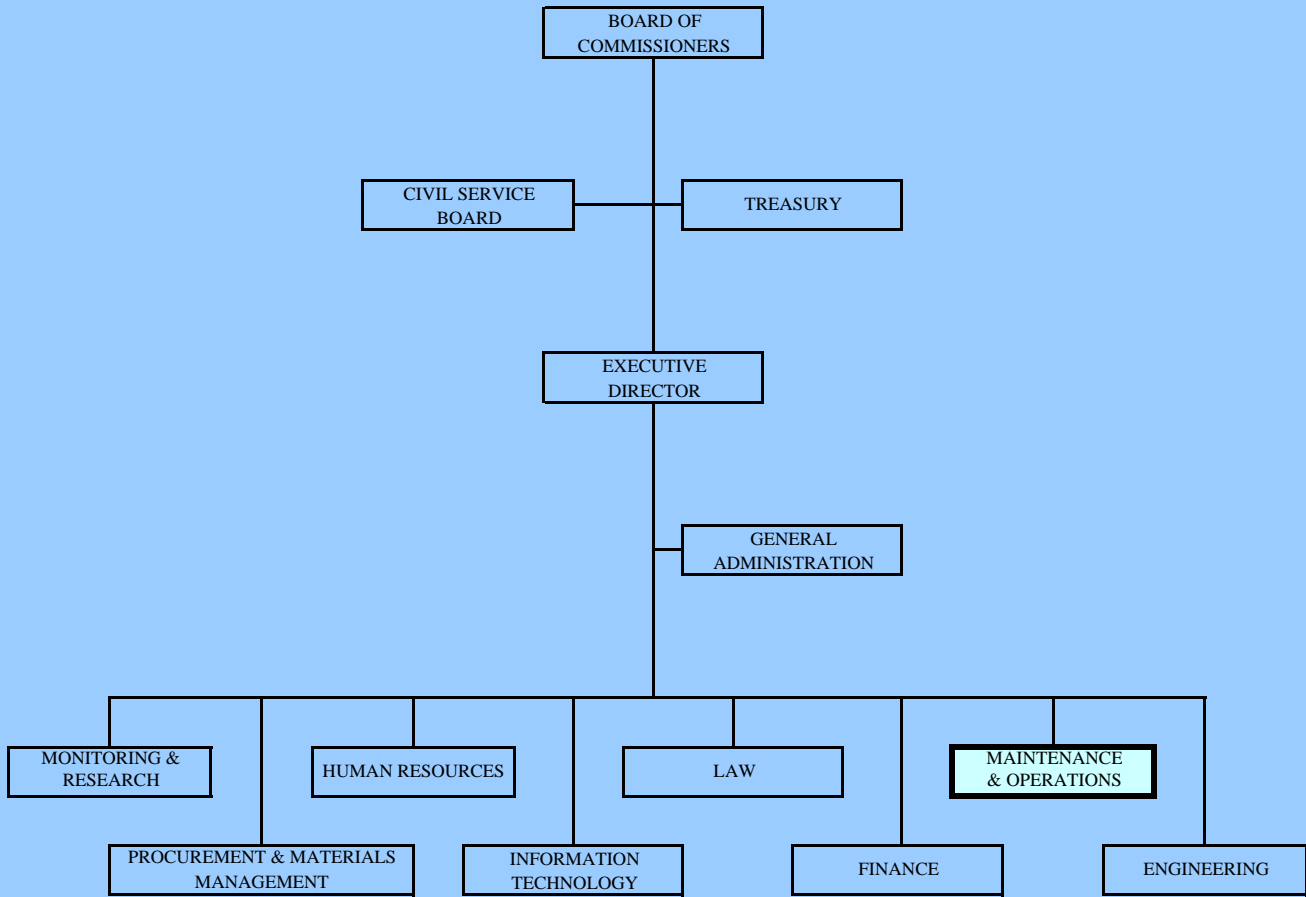 BOARD OF
COMMISSIONERS
CIVIL SERVICE
BOARD
TREASURY
EXECUTIVE
DIRECTOR
GENERAL
ADMINISTRATION
MONITORING &
RESEARCH
HUMAN RESOURCES
LAW
MAINTENANCE
& OPERATIONS
PROCUREMENT & MATERIALS
MANAGEMENT
INFORMATION
TECHNOLOGY
FINANCE
ENGINEERING